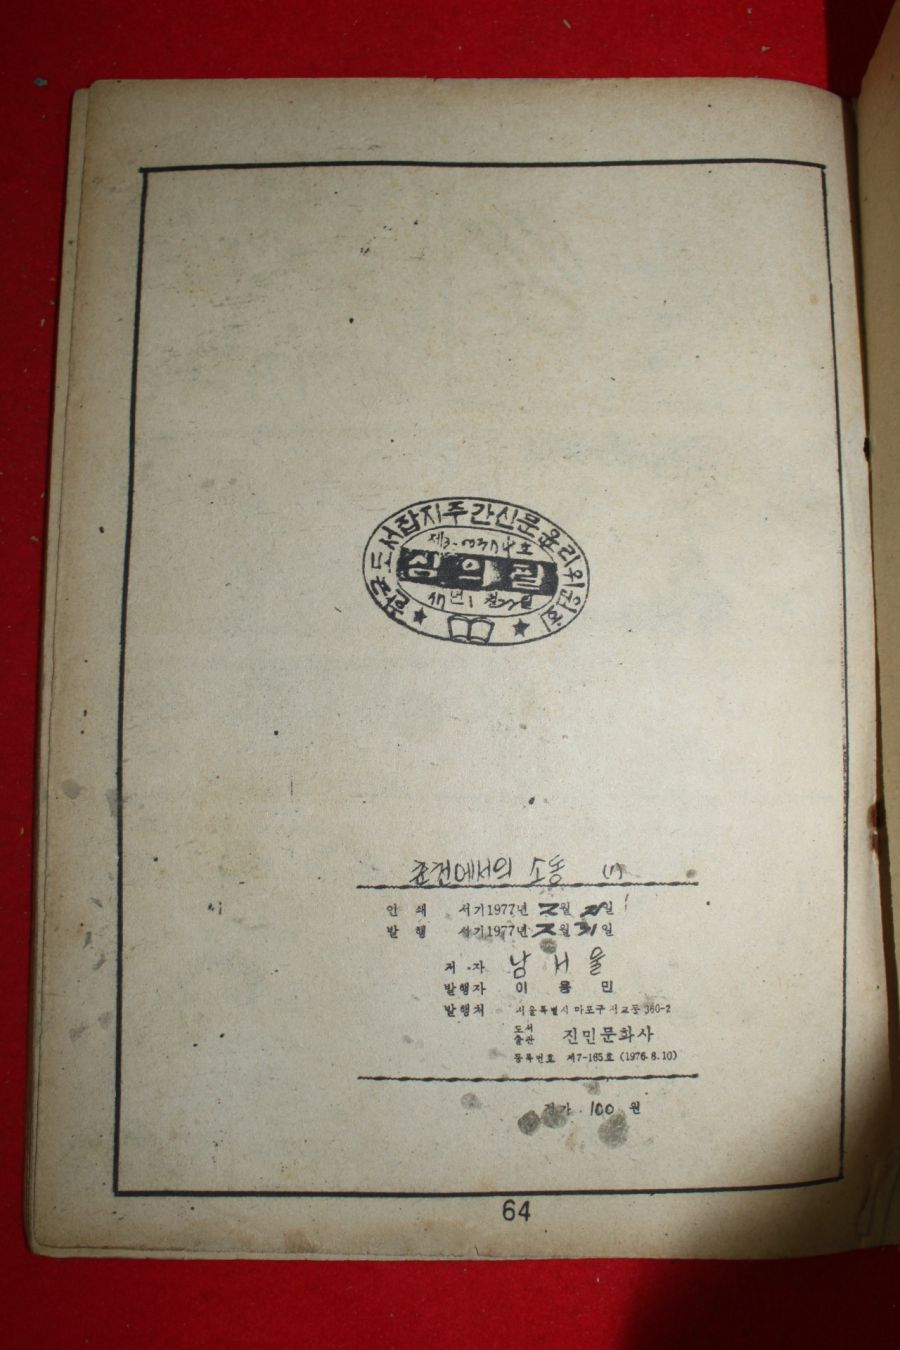 한국도서잡지주간신문윤리위원회
심의필
에서의 소동 (1)
인 쇄 서기1977년 2월 일
발 행 서기1977년 2월 31일
저 자 남 서 울
발행자 이 용 민
발행처 서울특별시 마포구 서교동 360-2
도서
출판 진민문화사
등록번호 제7-165호 (1976.8.10)
정가 100 원
64